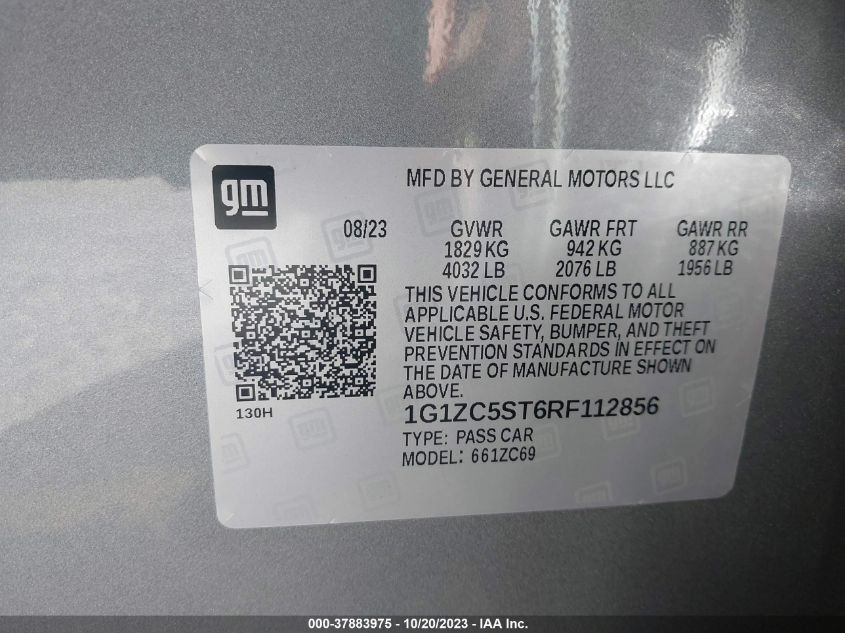 gm
MFD BY GENERAL MOTORS LLC
08/23 GVWR GAWR FRT GAWR RR
1829 KG 942 KG 887 KG
4032 LB 2076 LB 1956 LB
THIS VEHICLE CONFORMS TO ALL
APPLICABLE U.S. FEDERAL MOTOR
VEHICLE SAFETY, BUMPER, AND THEFT
PREVENTION STANDARDS IN EFFECT ON
THE DATE OF MANUFACTURE SHOWN
ABOVE.
130H 1G1ZC5ST6RF112856
TYPE: PASS CAR
MODEL: 661ZC69
000-37883975 - 10/20/2023 - IAA Inc.